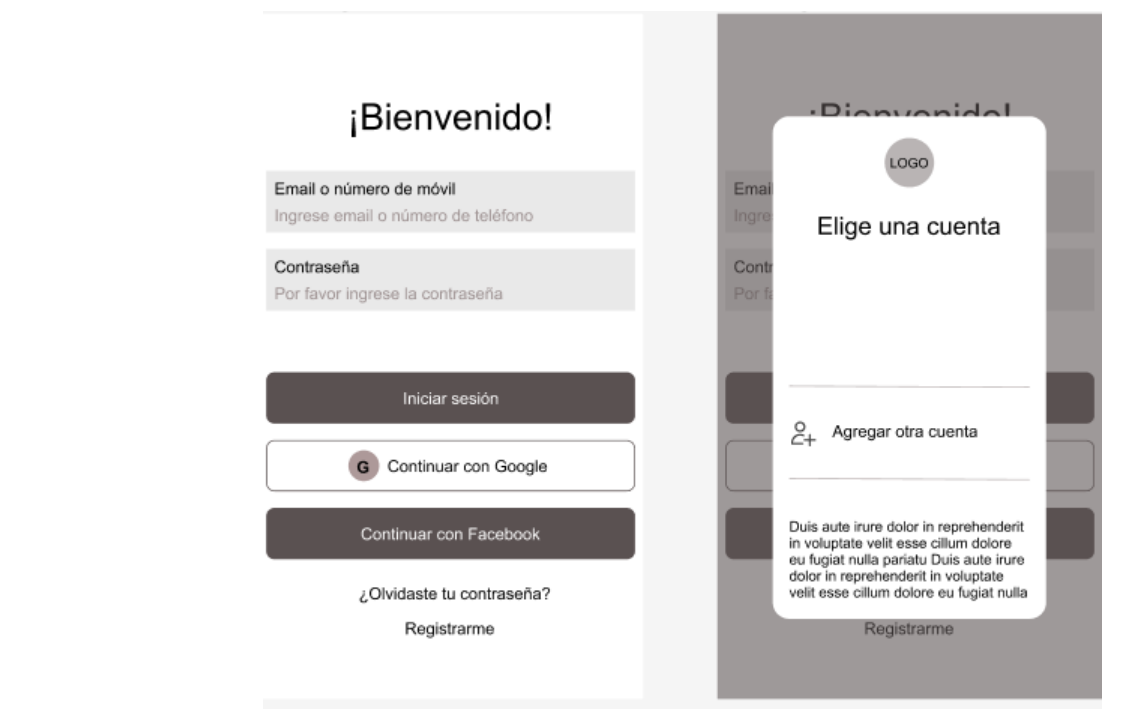 ¡Bienvenido!
Email o número de móvil
Ingrese email o número de teléfono
Contraseña
Por favor ingrese la contraseña
Iniciar sesión
G Continuar con Google
Continuar con Facebook
¿Olvidaste tu contraseña?
Registrarme
¡Bienvenido!
Email
Ingre
Contr
Por fa
LOGO
Elige una cuenta
Agregar otra cuenta
Duis aute irure dolor in reprehenderit
in voluptate velit esse cillum dolore
eu fugiat nulla pariatu Duis aute irure
dolor in reprehenderit in voluptate
velit esse cillum dolore eu fugiat nulla
Registrarme